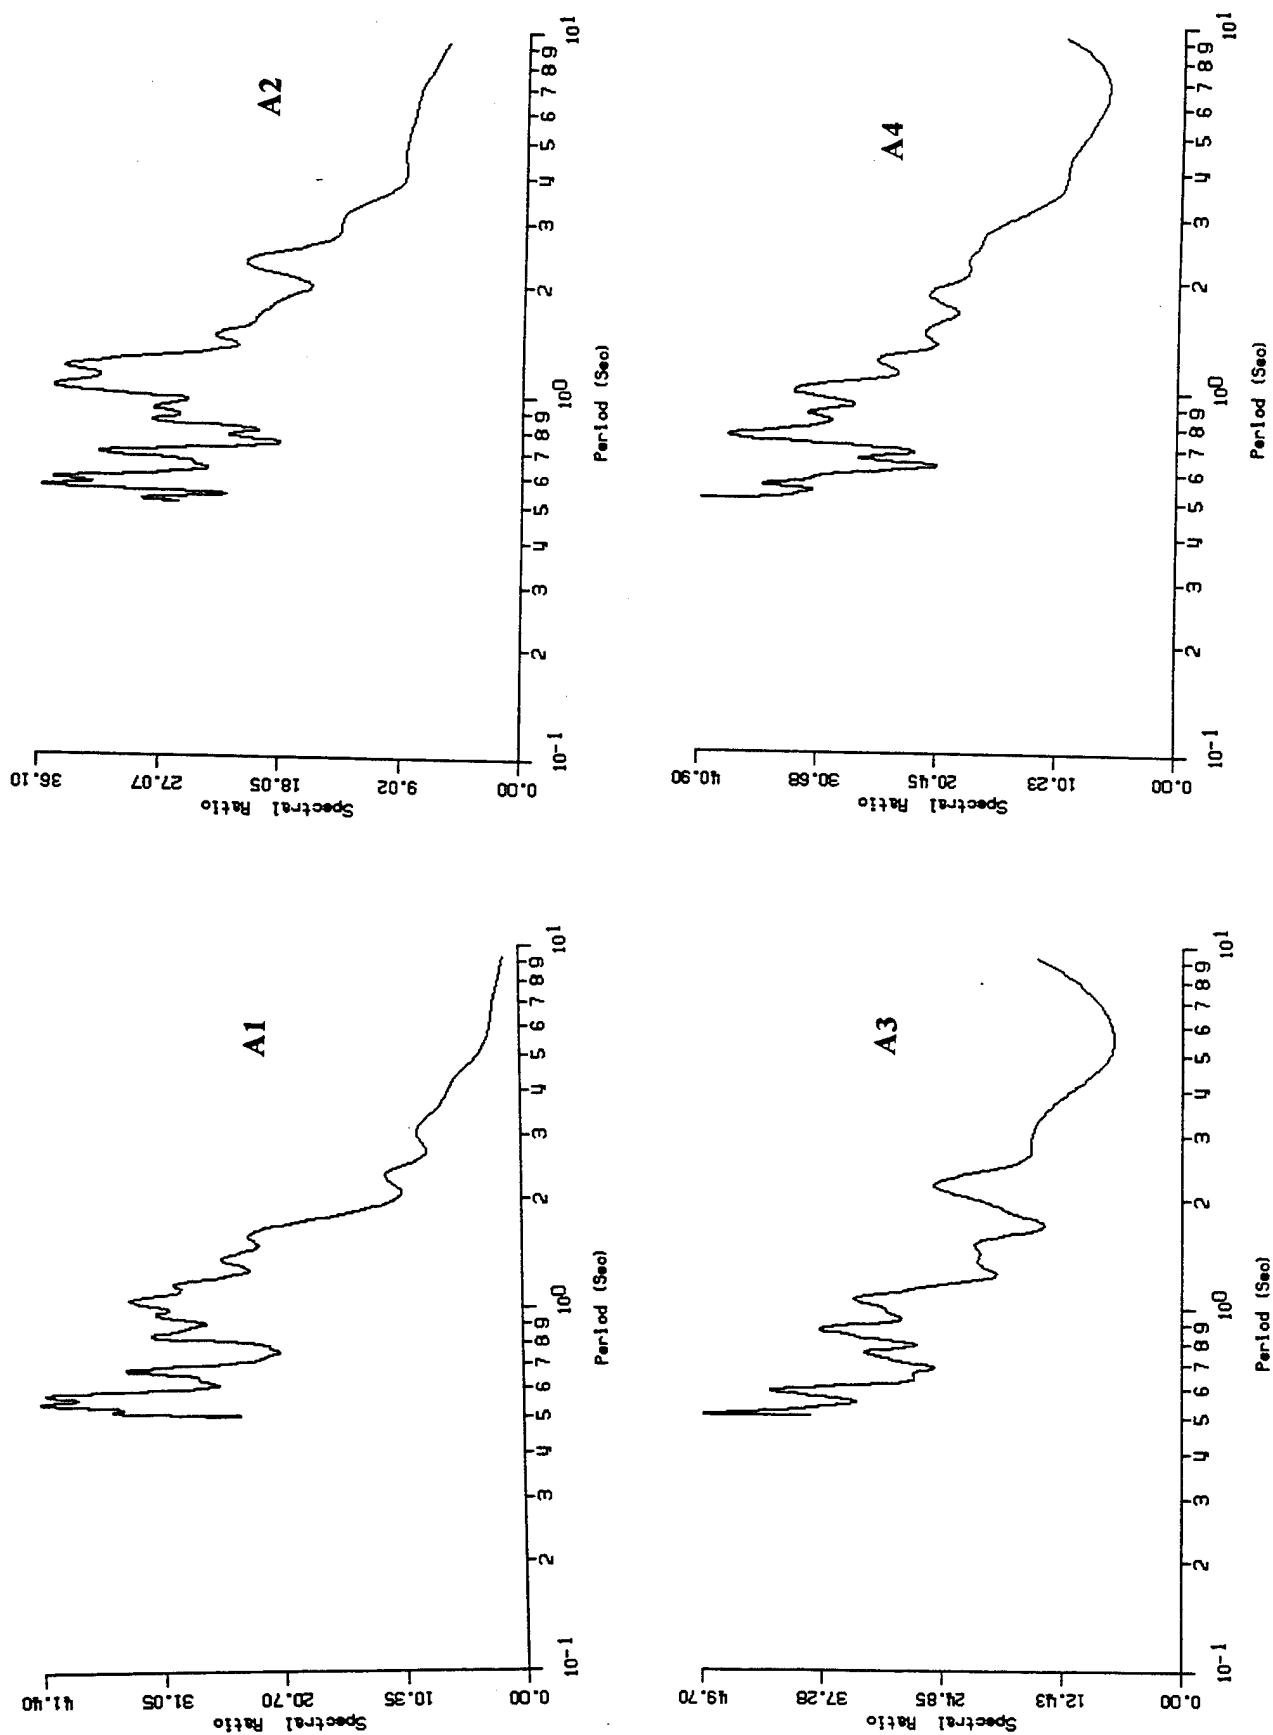 A1
Spectral Ratio
41.40
31.05
20.70
10.35
0.00
10-1 2 3 4 5 6 7 8 9 100 2 3 4 5 6 7 8 9 101
Period (Sec)
A2
Spectral Ratio
36.10
27.07
18.05
9.02
0.00
10-1 2 3 4 5 6 7 8 9 100 2 3 4 5 6 7 8 9 101
Period (Sec)
A3
Spectral Ratio
49.70
37.28
24.85
12.43
0.00
10-1 2 3 4 5 6 7 8 9 100 2 3 4 5 6 7 8 9 101
Period (Sec)
A4
Spectral Ratio
40.90
30.68
20.45
10.23
0.00
10-1 2 3 4 5 6 7 8 9 100 2 3 4 5 6 7 8 9 101
Period (Sec)